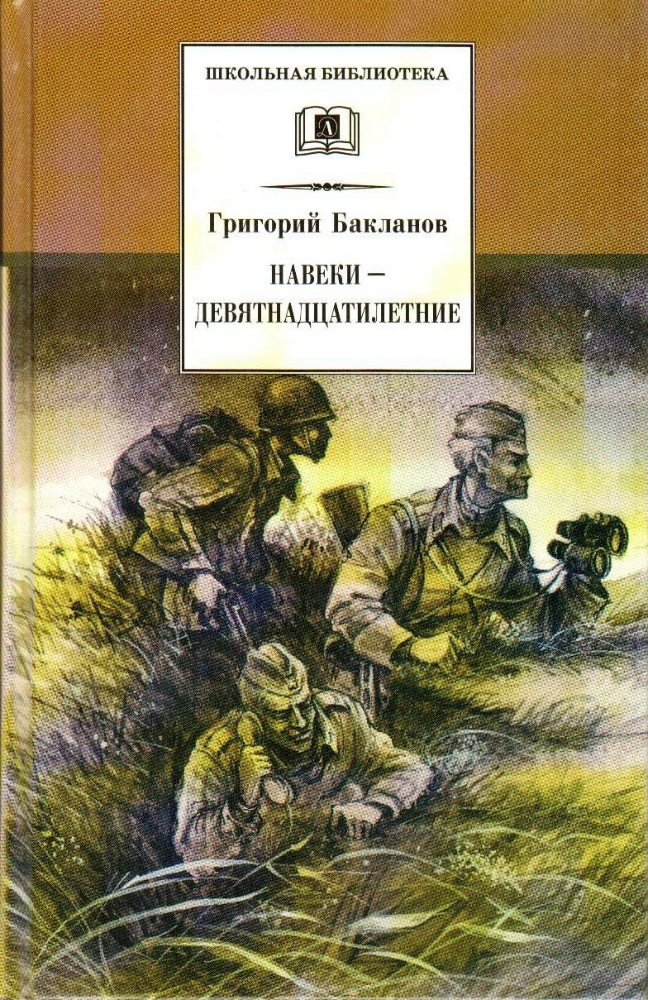 ШКОЛЬНАЯ БИБЛИОТЕКА
Д
Григорий Бакланов
НАВЕКИ —
ДЕВЯТНАДЦАТИЛЕТНИЕ